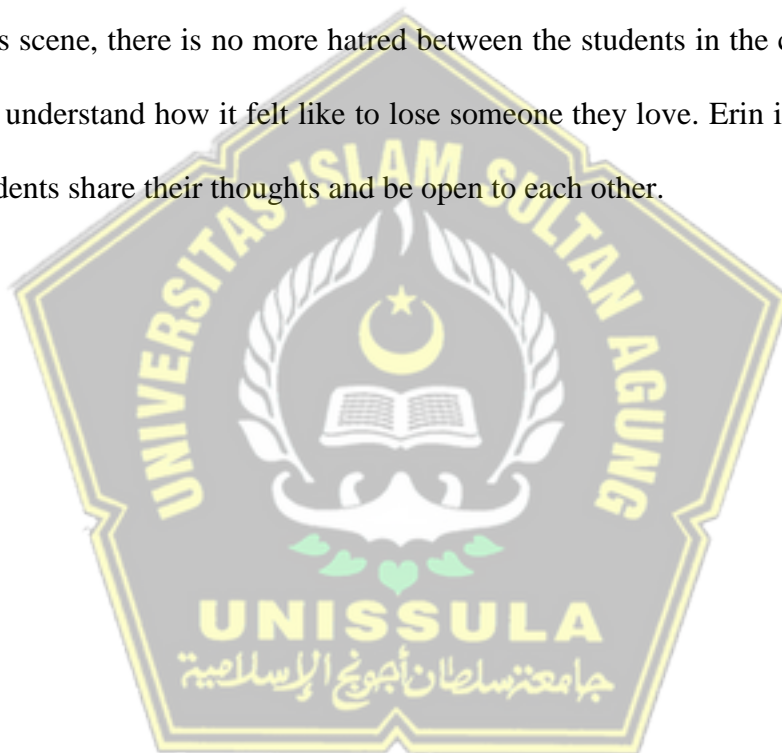 s scene, there is no more hatred between the students in the
understand how it felt like to lose someone they love. Erin i
dents share their thoughts and be open to each other.
UNIVERSITAS ISLAM SULTAN AGUNG
UNISSULA
جامعتنسلطان أجونج الإسلامية